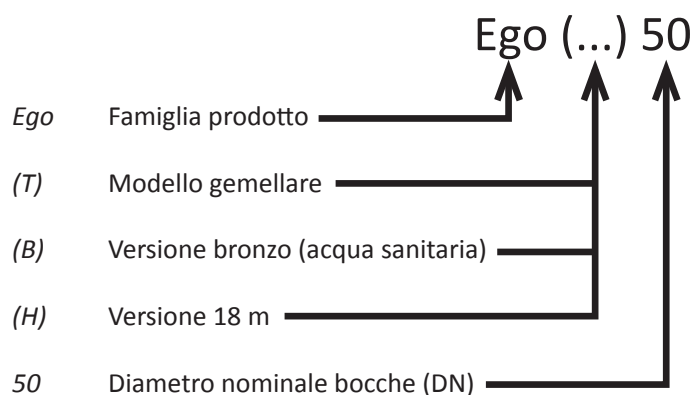 Ego (...) 50
Ego Famiglia prodotto
(T) Modello gemellare
(B) Versione bronzo (acqua sanitaria)
(H) Versione 18 m
50 Diametro nominale bocche (DN)